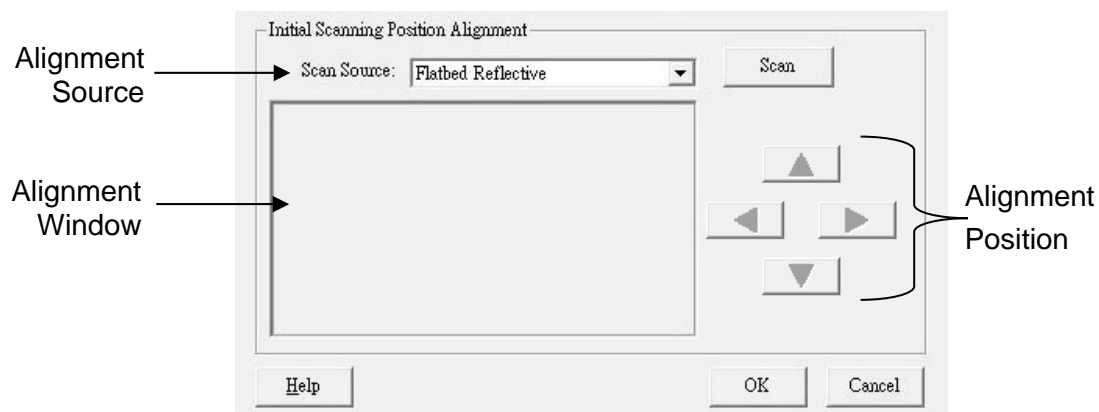 Initial Scanning Position Alignment
Alignment
Source
Scan Source:
Flatbed Reflective
Scan
Alignment
Window
Alignment
Position
Help
OK
Cancel